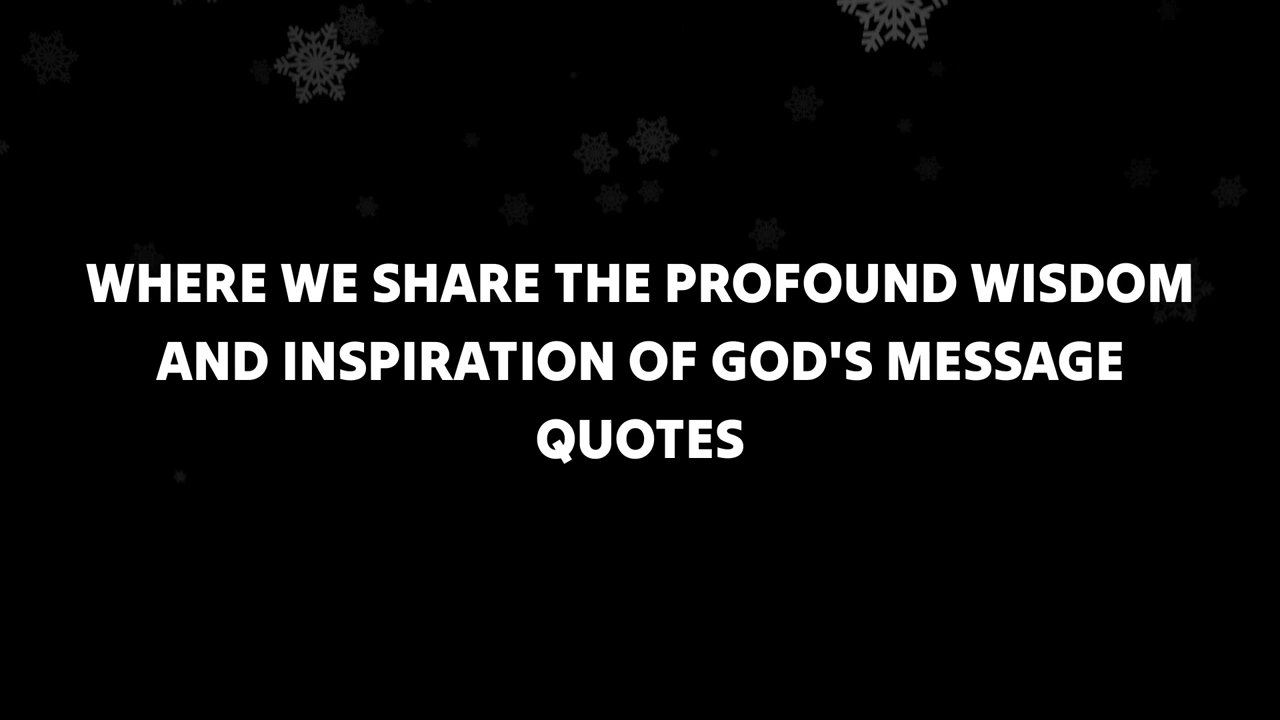 WHERE WE SHARE THE PROFOUND WISDOM
AND INSPIRATION OF GOD'S MESSAGE
QUOTES